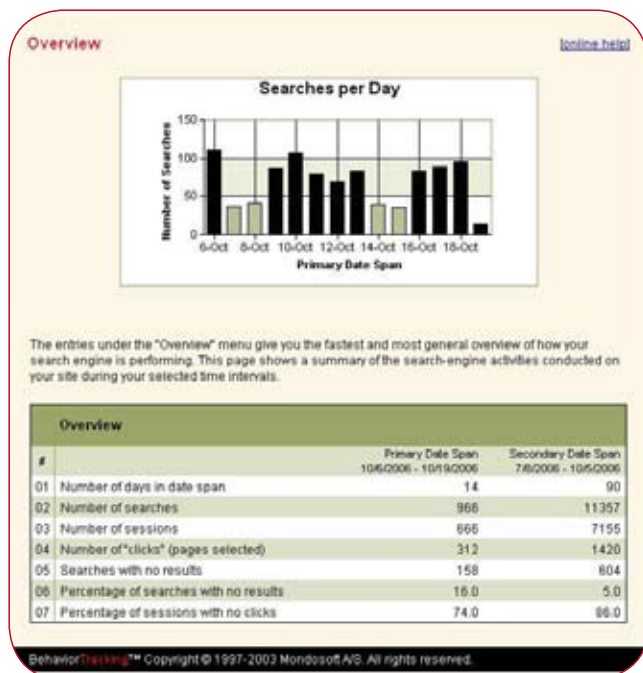 Overview
[online help]
Searches per Day
Number of Searches
150
100
50
0
6-Oct 8-Oct 10-Oct 12-Oct 14-Oct 16-Oct 18-Oct
Primary Date Span
The entries under the "Overview" menu give you the fastest and most general overview of how your
search engine is performing. This page shows a summary of the search-engine activities conducted on
your site during your selected time intervals.
Overview
# Primary Date Span Secondary Date Span
10/6/2006 - 10/19/2006 7/8/2006 - 10/5/2006
01 Number of days in date span 14 90
02 Number of searches 966 11357
03 Number of sessions 666 7155
04 Number of "clicks" (pages selected) 312 1420
05 Searches with no results 158 604
06 Percentage of searches with no results 16.0 5.0
07 Percentage of sessions with no clicks 74.0 86.0
BehaviorTracking™ Copyright © 1997-2003 Mondosoft A/S. All rights reserved.